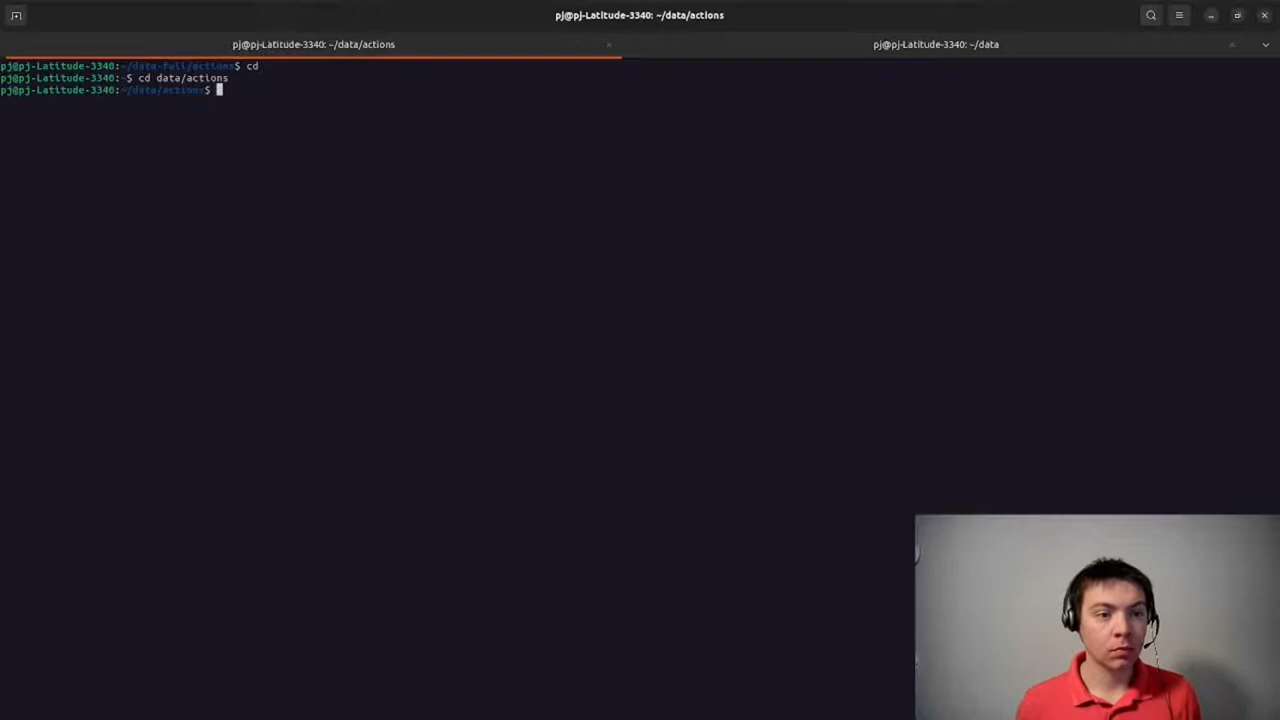 pj@pj-Latitude-3340: ~/data/actions
pj@pj-Latitude-3340: ~/data/actions
pj@pj-Latitude-3340: ~/data
pj@pj-Latitude-3340:~/data-full/actions$ cd
pj@pj-Latitude-3340:~$ cd data/actions
pj@pj-Latitude-3340:~/data/actions$